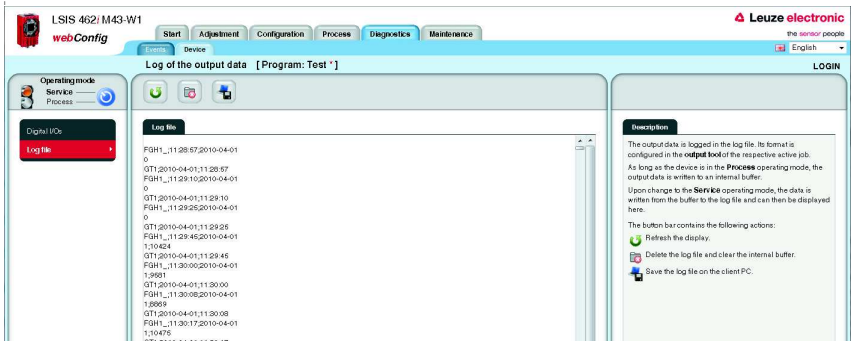 LSIS 462i M43-W1
webConfig
Start Adjustment Configuration Process Diagnostics Maintenance
Events Device
Leuze electronic
the sensor people
English
Log of the output data [Program: Test *]
LOGIN
Operating mode
Service
Process
Digital I/Os
Log file
Log file
FGH1_;11:28:57;2010-04-01
0
GT1;2010-04-01;11:28:57
FGH1_;11:29:10;2010-04-01
0
GT1;2010-04-01;11:29:10
FGH1_;11:29:25;2010-04-01
0
GT1;2010-04-01;11:29:25
FGH1_;11:29:45;2010-04-01
1;10424
GT1;2010-04-01;11:29:45
FGH1_;11:30:00;2010-04-01
1;9681
GT1;2010-04-01;11:30:00
FGH1_;11:30:08;2010-04-01
1;8869
GT1;2010-04-01;11:30:08
FGH1_;11:30:17;2010-04-01
1;10475
Description
The output data is logged in the log file. Its format is
configured in the output tool of the respective active job.
As long as the device is in the Process operating mode, the
output data is written to an internal buffer.
Upon change to the Service operating mode, the data is
written from the buffer to the log file and can then be displayed
here.
The button bar contains the following actions:
Refresh the display.
Delete the log file and clear the internal buffer.
Save the log file on the client PC.